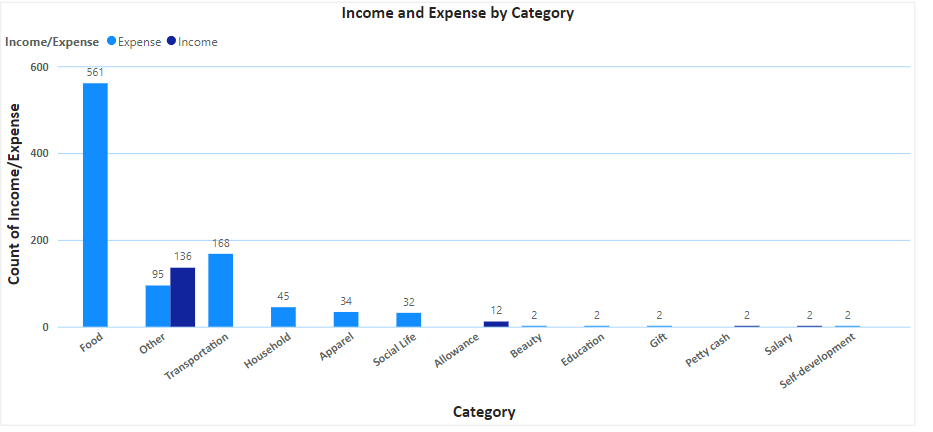 Income and Expense by Category
Income/Expense Expense Income
Count of Income/Expense
600
400
200
0
561
95
136
168
45
34
32
12
2
2
2
2
2
2
Food
Other
Transportation
Household
Apparel
Social Life
Allowance
Beauty
Education
Gift
Petty cash
Salary
Self-development
Category